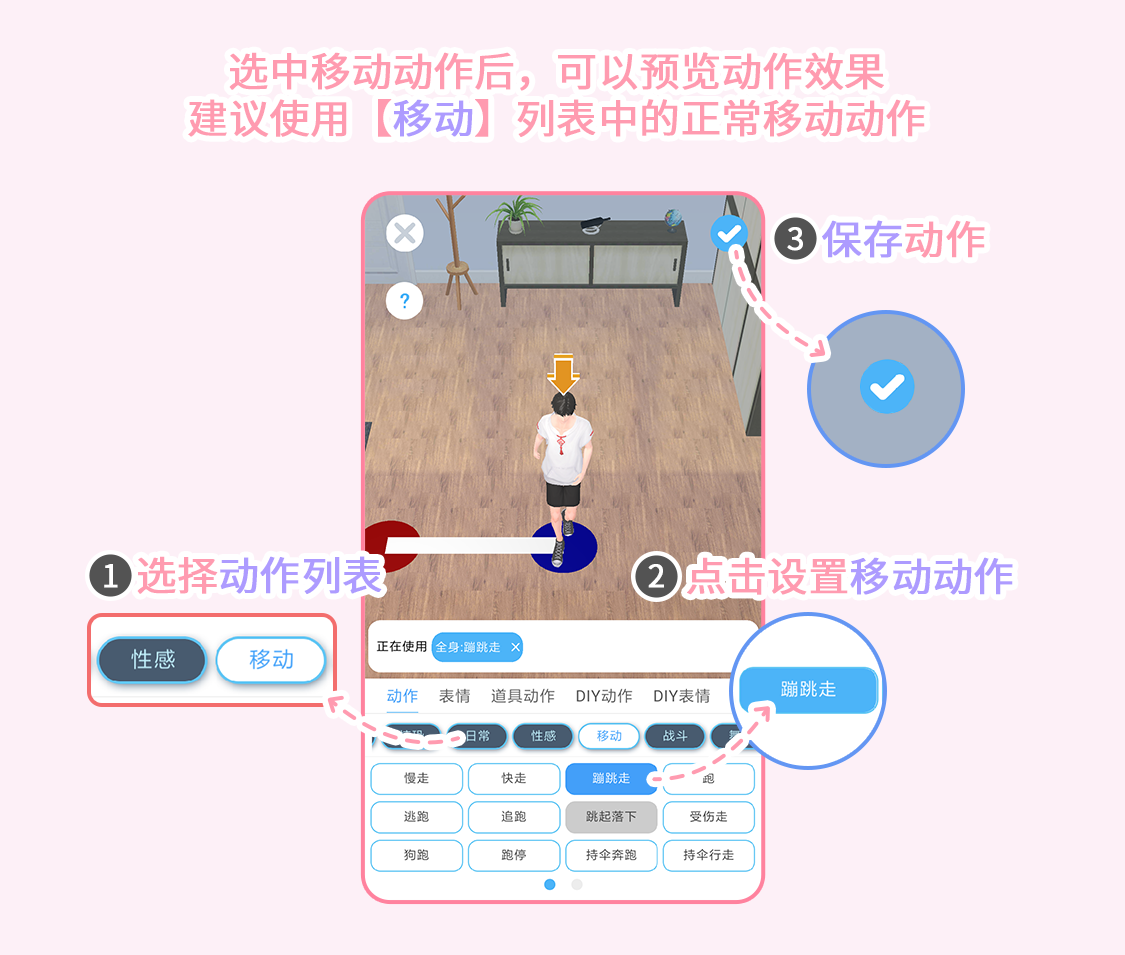 选中移动动作后，可以预览动作效果
建议使用【移动】列表中的正常移动动作
?
3 保存动作
1 选择动作列表
2 点击设置移动动作
性感 移动
蹦跳走
正在使用 全身:蹦跳走 ×
动作 表情 道具动作 DIY动作 DIY表情
日常 性感 移动 战斗
慢走 快走 蹦跳走 跑
逃跑 追跑 跳起落下 受伤走
狗跑 跑停 持伞奔跑 持伞行走